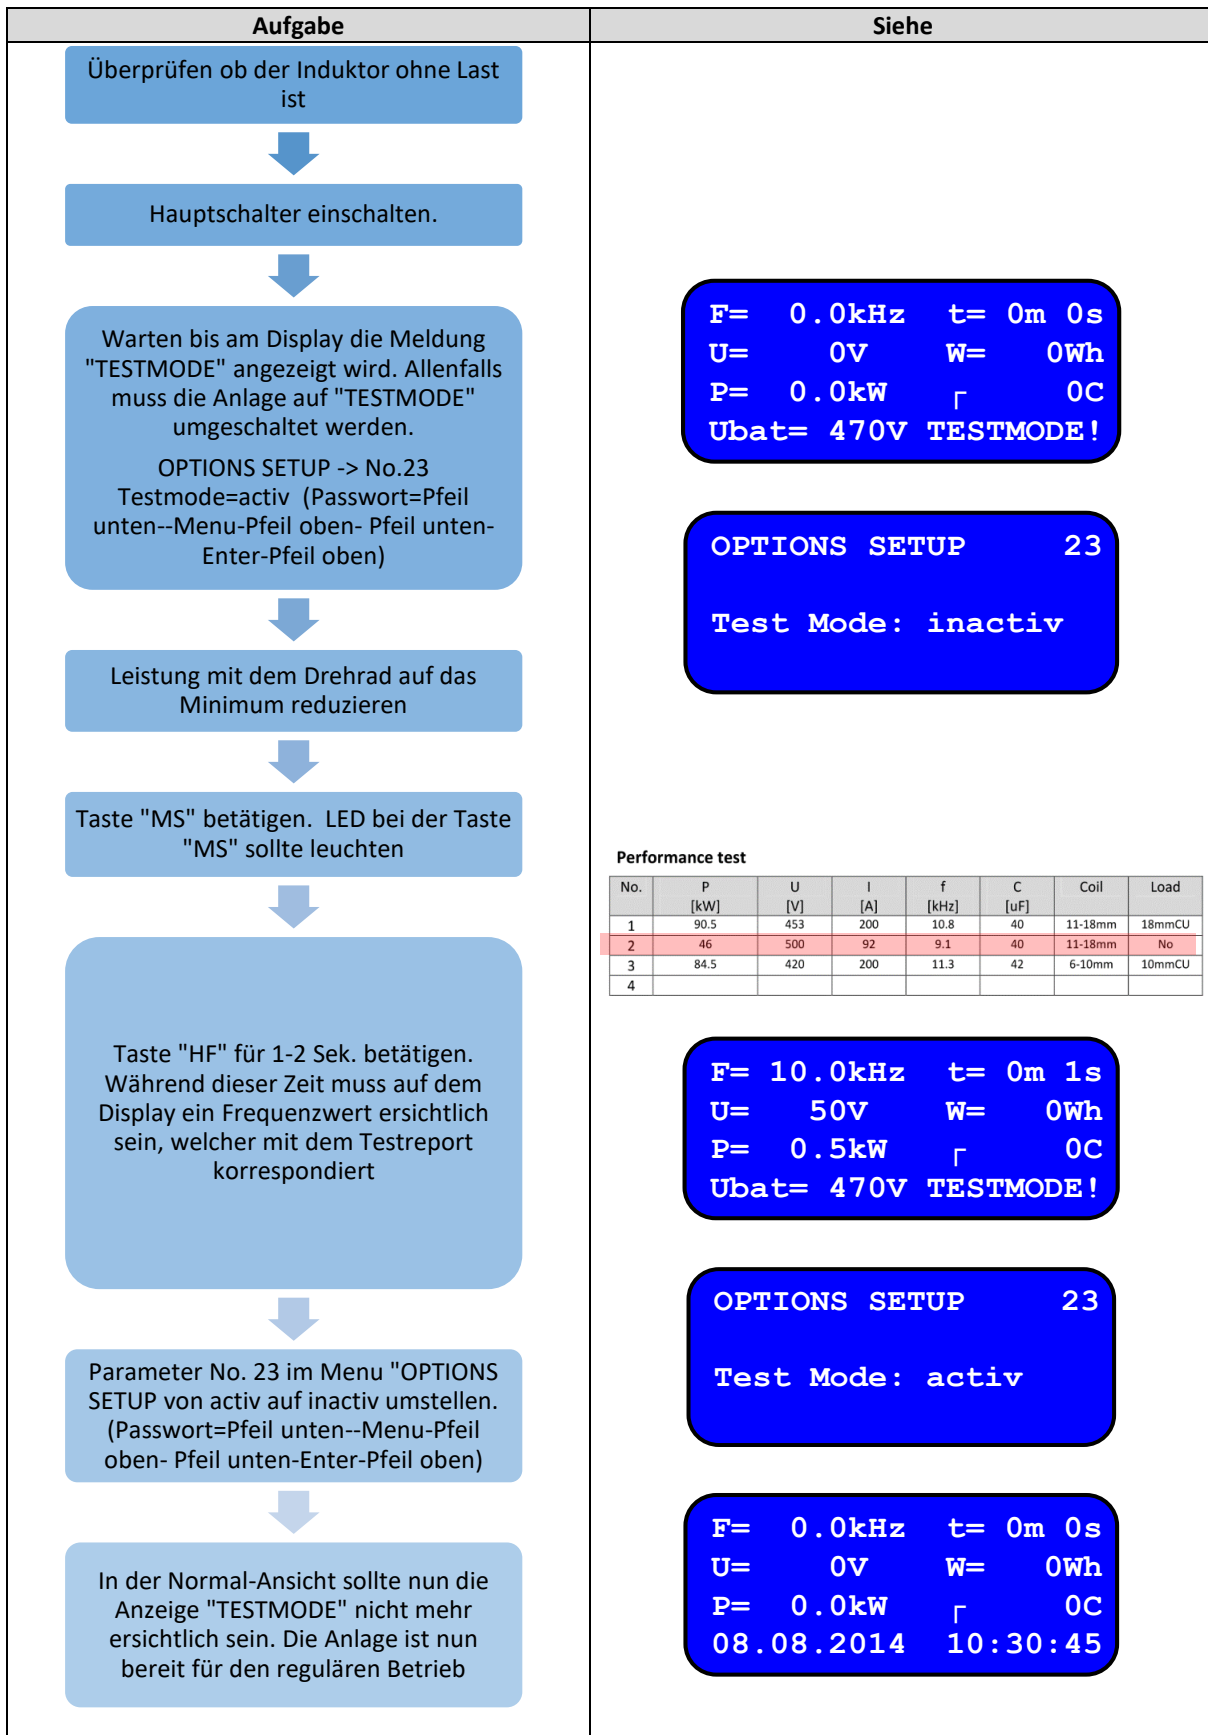 Aufgabe
Siehe
Überprüfen ob der Induktor ohne Last
ist
Hauptschalter einschalten.
Warten bis am Display die Meldung
"TESTMODE" angezeigt wird. Allenfalls
muss die Anlage auf "TESTMODE"
umgeschaltet werden.
OPTIONS SETUP -> No.23
Testmode=activ (Passwort=Pfeil
unten--Menu-Pfeil oben- Pfeil unten-
Enter-Pfeil oben)
F= 0.0kHz t= 0m 0s
U= 0V W= 0Wh
P= 0.0kW ┌ 0C
Ubat= 470V TESTMODE!
OPTIONS SETUP 23
Test Mode: inactiv
Leistung mit dem Drehrad auf das
Minimum reduzieren
Taste "MS" betätigen. LED bei der Taste
"MS" sollte leuchten
Performance test
No. P U I f C Coil Load
[kW] [V] [A] [kHz] [uF]
1 90.5 453 200 10.8 40 11-18mm 18mmCU
2 46 500 92 9.1 40 11-18mm No
3 84.5 420 200 11.3 42 6-10mm 10mmCU
4
Taste "HF" für 1-2 Sek. betätigen.
Während dieser Zeit muss auf dem
Display ein Frequenzwert ersichtlich
sein, welcher mit dem Testreport
korrespondiert
F= 10.0kHz t= 0m 1s
U= 50V W= 0Wh
P= 0.5kW ┌ 0C
Ubat= 470V TESTMODE!
OPTIONS SETUP 23
Test Mode: activ
Parameter No. 23 im Menu "OPTIONS
SETUP von activ auf inactiv umstellen.
(Passwort=Pfeil unten--Menu-Pfeil
oben- Pfeil unten-Enter-Pfeil oben)
In der Normal-Ansicht sollte nun die
Anzeige "TESTMODE" nicht mehr
ersichtlich sein. Die Anlage ist nun
bereit für den regulären Betrieb
F= 0.0kHz t= 0m 0s
U= 0V W= 0Wh
P= 0.0kW ┌ 0C
08.08.2014 10:30:45